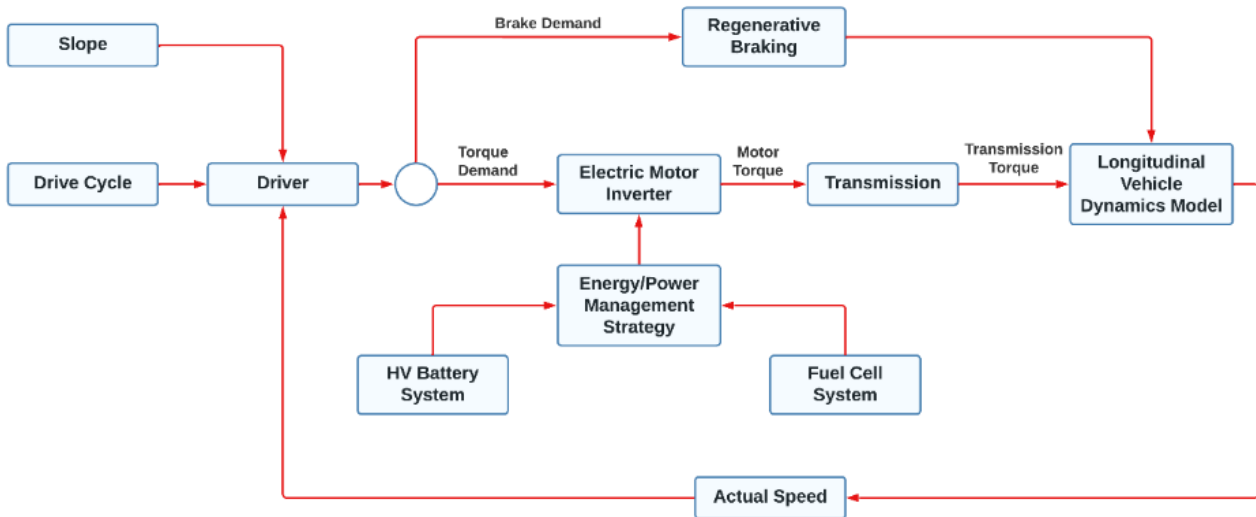 Brake Demand
Slope
Regenerative
Braking
Drive Cycle
Driver
Torque
Demand
Electric Motor
Inverter
Motor
Torque
Transmission
Transmission
Torque
Longitudinal
Vehicle
Dynamics Model
Energy/Power
Management
Strategy
HV Battery
System
Fuel Cell
System
Actual Speed